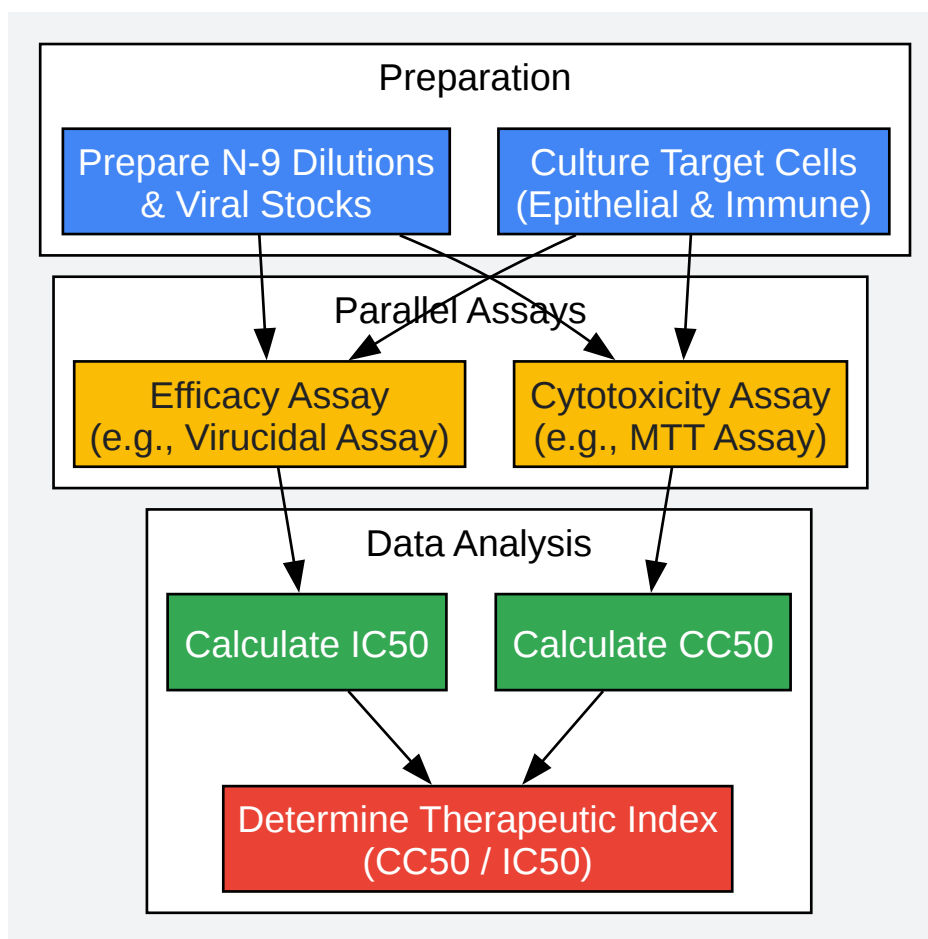 Preparation
Prepare N-9 Dilutions
& Viral Stocks
Culture Target Cells
(Epithelial & Immune)
Parallel Assays
Efficacy Assay
(e.g., Virucidal Assay)
Cytotoxicity Assay
(e.g., MTT Assay)
Data Analysis
Calculate IC50
Calculate CC50
Determine Therapeutic Index
(CC50 / IC50)